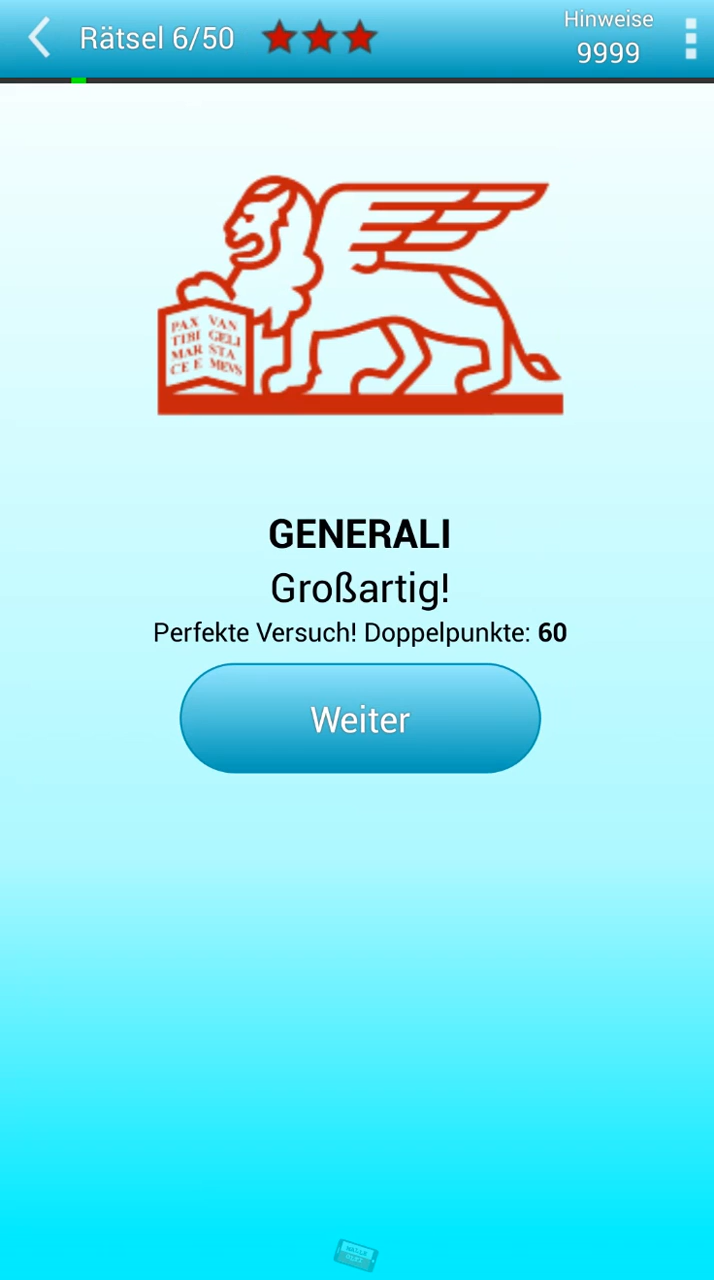 Rätsel 6/50
Hinweise
9999
PAX VAN
TIBI GELI
MAR STA
CE E MEVS
GENERALI
Großartig!
Perfekte Versuch! Doppelpunkte: 60
Weiter